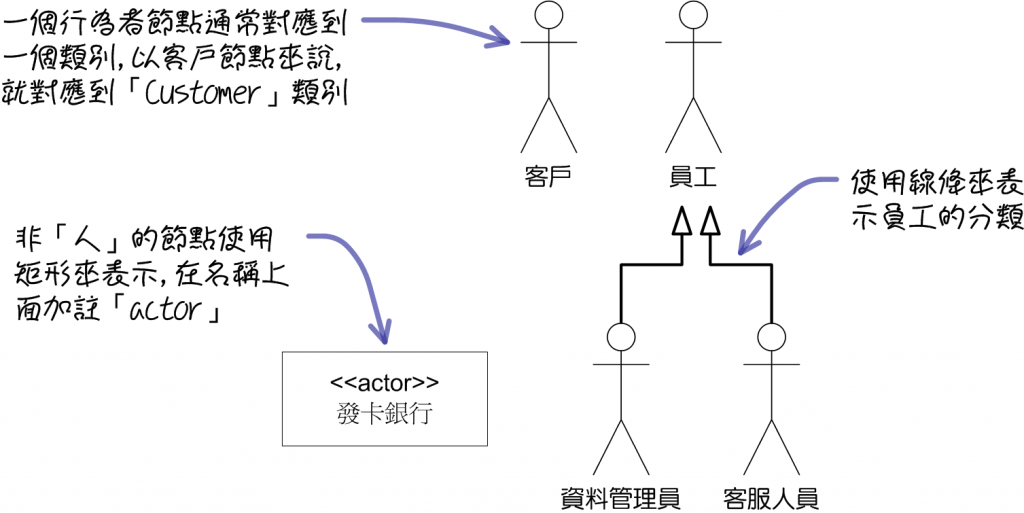 一個行為者節點通常對應到
一個類別, 以客戶節點來說,
就對應到「Customer」類別
客戶
員工
使用線條來表
示員工的分類
非「人」的節點使用
矩形來表示, 在名稱上
面加註「actor」
<<actor>>
發卡銀行
資料管理員
客服人員